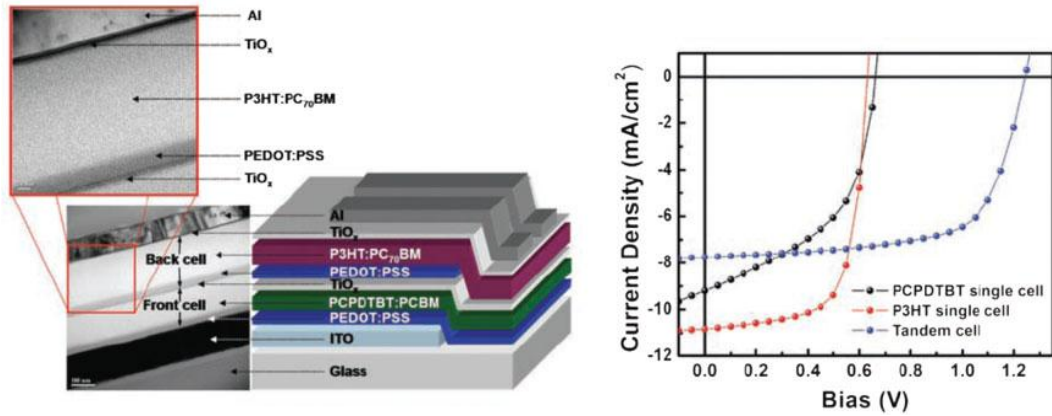 Al
TiOx
P3HT:PC70BM
PEDOT:PSS
TiOx
Al
TiOx
Back cell
P3HT:PC70BM
PEDOT:PSS
TiOx
Front cell
PCPDTBT:PCBM
PEDOT:PSS
ITO
Glass
100 nm
Current Density (mA/cm2)
0
-2
-4
-6
-8
-10
-12
PCPDTBT single cell
P3HT single cell
Tandem cell
0.0 0.2 0.4 0.6 0.8 1.0 1.2
Bias (V)